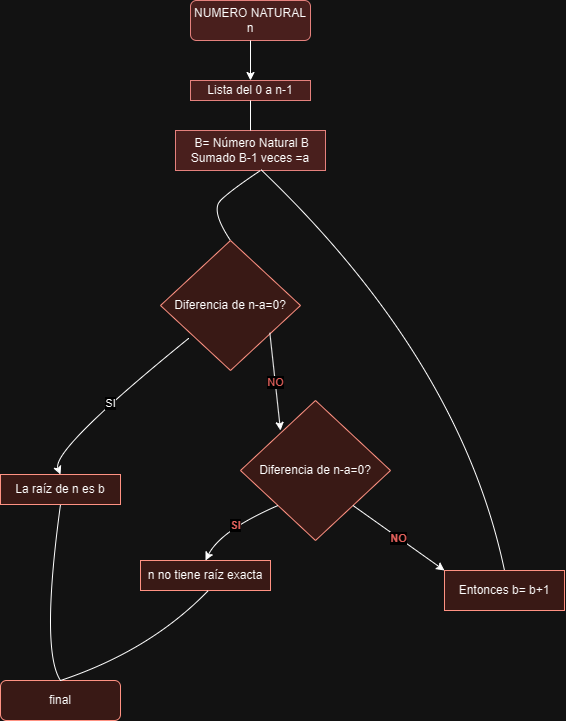 NUMERO NATURAL
n
Lista del 0 a n-1
B= Número Natural B
Sumado B-1 veces =a
Diferencia de n-a=0?
SI
NO
Diferencia de n-a=0?
La raíz de n es b
SI
NO
n no tiene raíz exacta
Entonces b= b+1
final